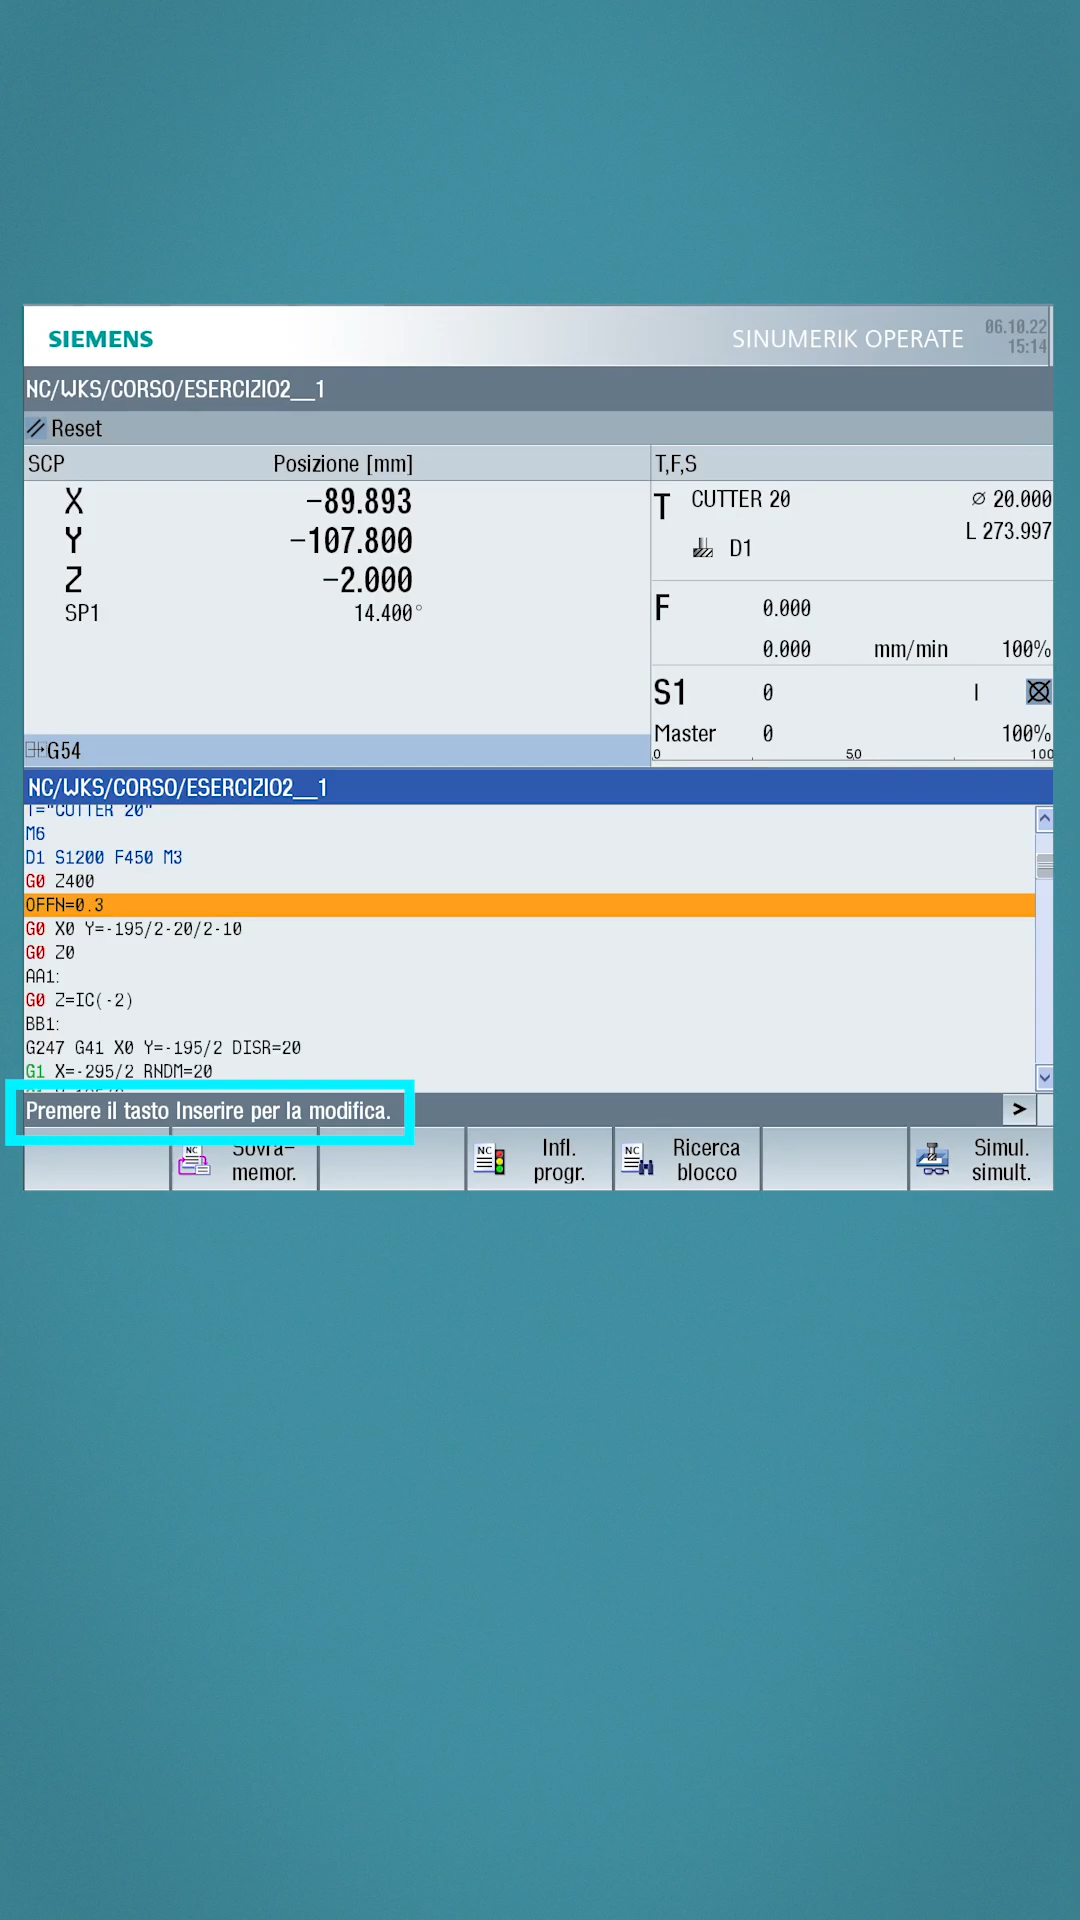 SIEMENS
SINUMERIK OPERATE
06.10.22
15:14
NC/WKS/CORSO/ESERCIZIO2__1
Reset
SCP Posizione [mm]
X -89.893
Y -107.800
Z -2.000
SP1 14.400°
G54
T,F,S
T CUTTER 20 ⌀ 20.000
L 273.997
D1
F 0.000
0.000 mm/min 100%
S1 0 I
Master 0 100%
0 50 100
NC/WKS/CORSO/ESERCIZIO2__1
T="CUTTER 20"
M6
D1 S1200 F450 M3
G0 Z400
OFFN=0.3
G0 X0 Y=-195/2-20/2-10
G0 Z0
AA1:
G0 Z=IC(-2)
BB1:
G247 G41 X0 Y=-195/2 DISR=20
G1 X=-295/2 RNDM=20
Premere il tasto Inserire per la modifica.
>
NC Sovra-
memor.
NC Infl.
progr.
NC Ricerca
blocco
Simul.
simult.